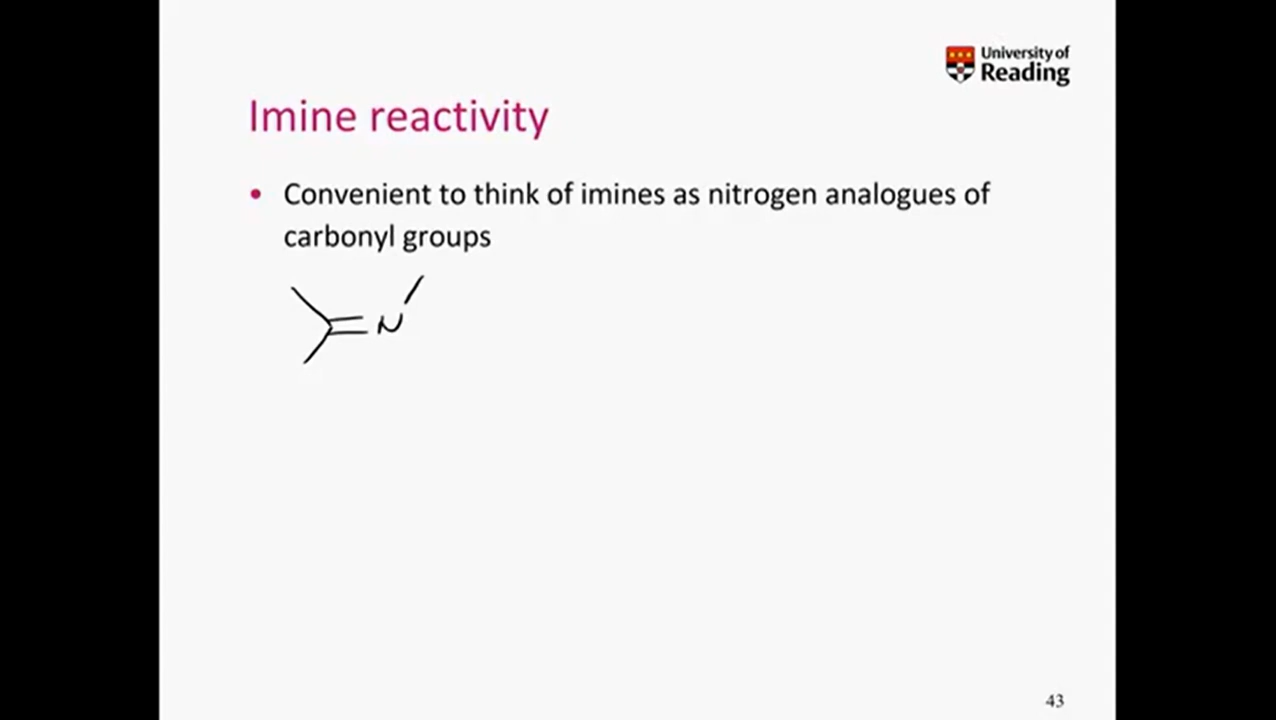 University of
Reading
Imine reactivity
• Convenient to think of imines as nitrogen analogues of
carbonyl groups
N
43